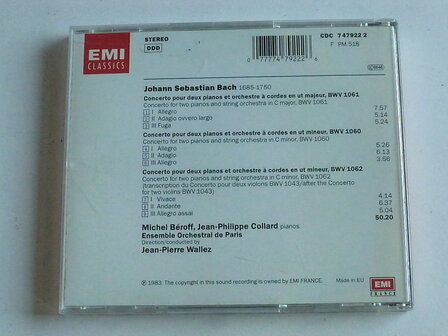 EMI
CLASSICS
STEREO
DDD
0 77774 79222 6
CDC 7 47922 2
F PM 518
Johann Sebastian Bach 1685-1750
Concerto pour deux pianos et orchestre à cordes en ut majeur, BWV 1061
Concerto for two pianos and string orchestra in C major, BWV 1061
1 I Allegro 7.57
2 II Adagio ovvero largo 5.14
3 III Fuga 5.24
Concerto pour deux pianos et orchestre à cordes en ut mineur, BWV 1060
Concerto for two pianos and string orchestra in C minor, BWV 1060
4 I Allegro 5.26
5 II Adagio 6.13
6 III Allegro 3.56
Concerto pour deux pianos et orchestre à cordes en ut mineur, BWV 1062
Concerto for two pianos and string orchestra in C minor, BWV 1062
(transcription du Concerto pour deux violons BWV 1043/after the Concerto
for two violins BWV 1043)
7 I Vivace 4.14
8 II Andante 6.37
9 III Allegro assai 5.04
50.20
Michel Béroff, Jean-Philippe Collard pianos
Ensemble Orchestral de Paris
Direction/conducted by
Jean-Pierre Wallez
℗ 1983. The copyright in this sound recording is owned by EMI FRANCE.
Made in EU
EMI
FRANCE